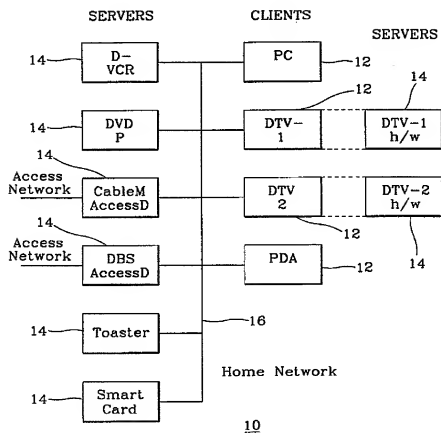 SERVERS
CLIENTS
SERVERS
14
D-
VCR
PC
12
12
14
14
DVD
P
DTV-
1
DTV-1
h/w
14
Access
Network
CableM
AccessD
DTV
2
DTV-2
h/w
14
12
14
Access
Network
DBS
AccessD
PDA
12
14
Toaster
16
Home Network
14
Smart
Card
10